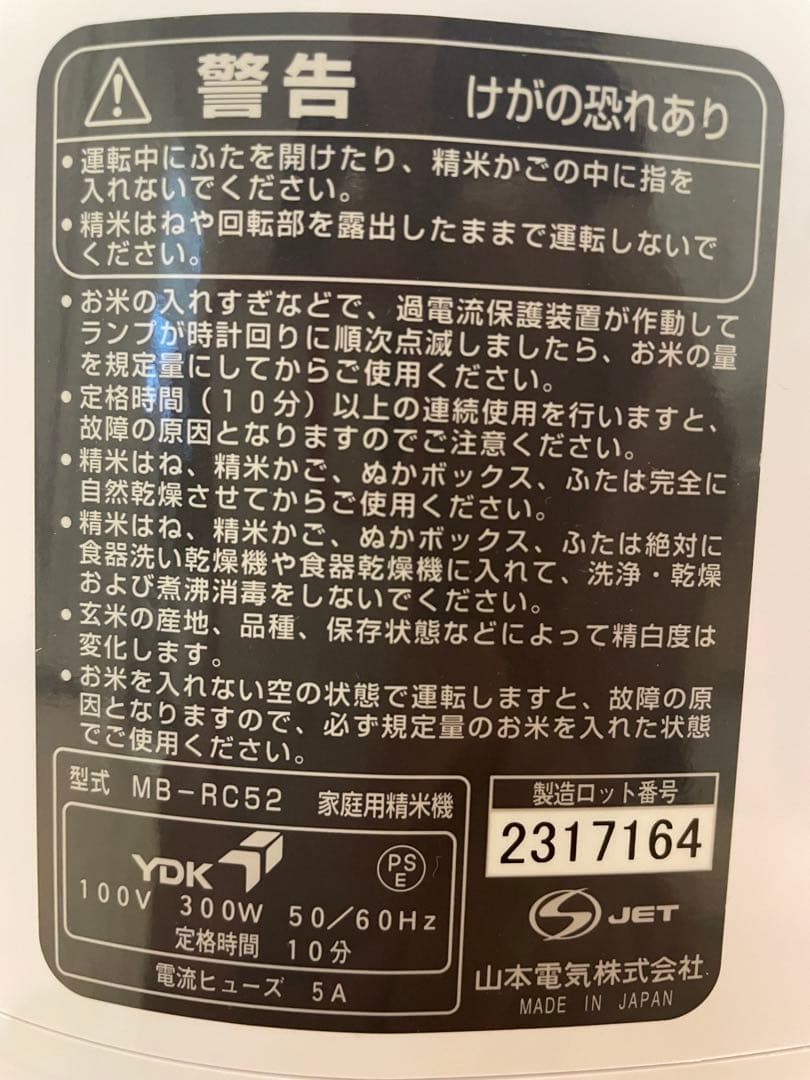 警告 けがの恐れあり
・運転中にふたを開けたり、精米かごの中に指を
入れないでください。
・精米はねや回転部を露出したままで運転しないで
ください。
・お米の入れすぎなどで、過電流保護装置が作動して
ランプが時計回りに順次点滅しましたら、お米の量
を規定量にしてからご使用ください。
・定格時間(10分)以上の連続使用を行いますと、
故障の原因となりますのでご注意ください。
・精米はね、精米かご、ぬかボックス、ふたは完全に
自然乾燥させてからご使用ください。
・精米はね、精米かご、ぬかボックス、ふたは絶対に
食器洗い乾燥機や食器乾燥機に入れて、洗浄・乾燥
および煮沸消毒をしないでください。
・玄米の産地、品種、保存状態などによって精白度は
変化します。
・お米を入れない空の状態で運転しますと、故障の原
因となりますので、必ず規定量のお米を入れた状態
でご使用ください。
型式 MB-RC52 家庭用精米機
YDK
PS
E
100V 300W 50/60Hz
定格時間 10分
電流ヒューズ 5A
製造ロット番号
2317164
JET
山本電気株式会社
MADE IN JAPAN